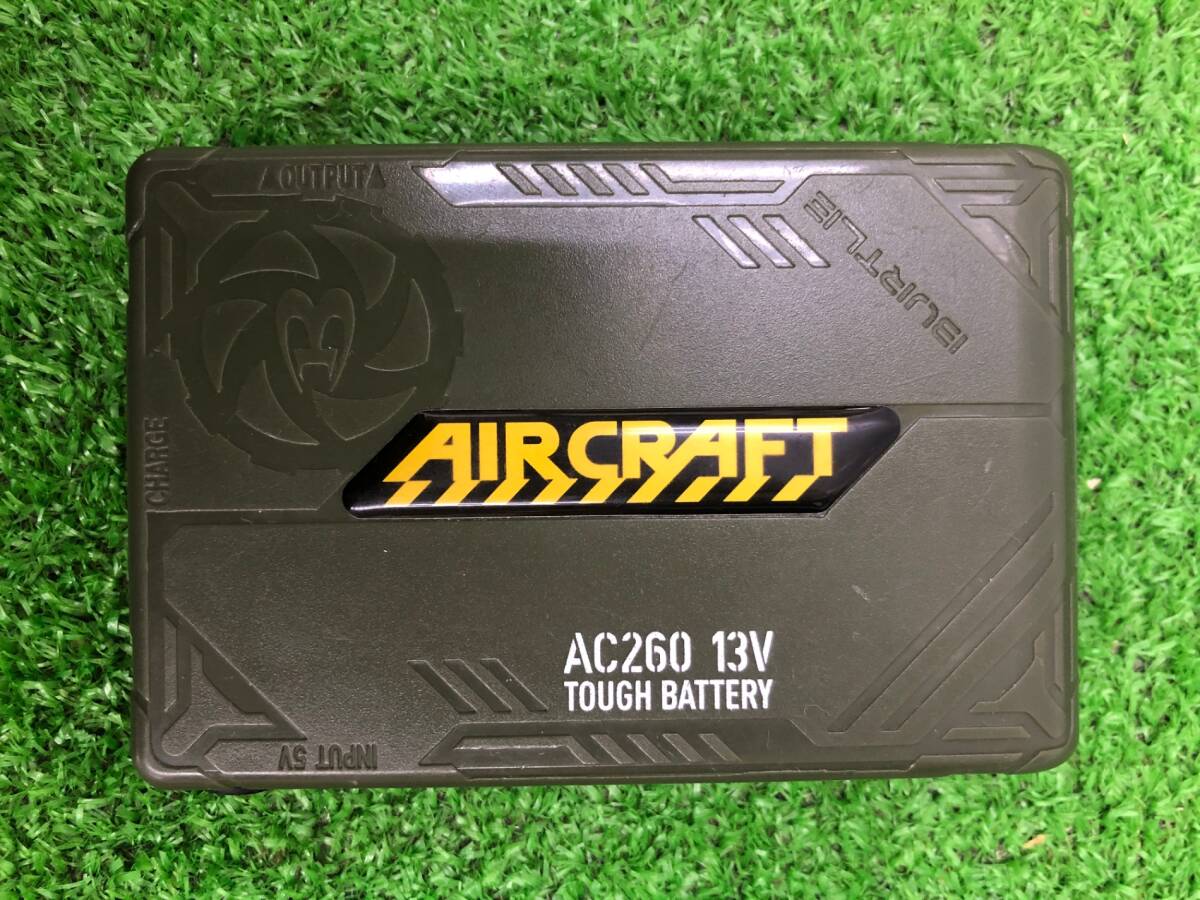 OUTPUT
BURTLE
CHARGE
AIRCRAFT
AC260 13V
TOUGH BATTERY
INPUT 5V